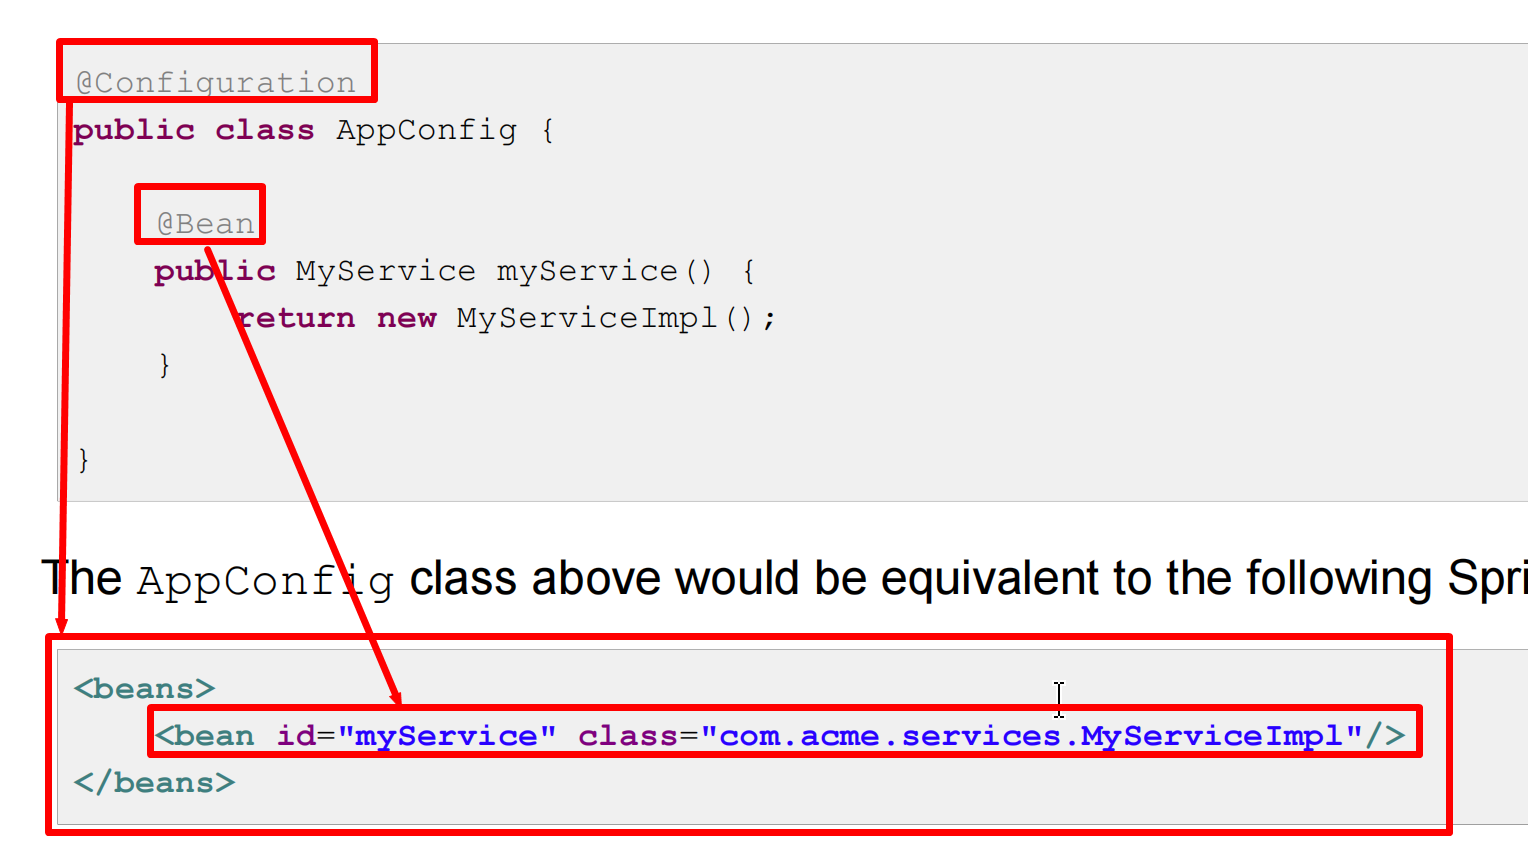 @Configuration
public class AppConfig {
@Bean
public MyService myService() {
return new MyServiceImpl();
}
}
The AppConfig class above would be equivalent to the following Spri
<beans>
<bean id="myService" class="com.acme.services.MyServiceImpl"/>
</beans>